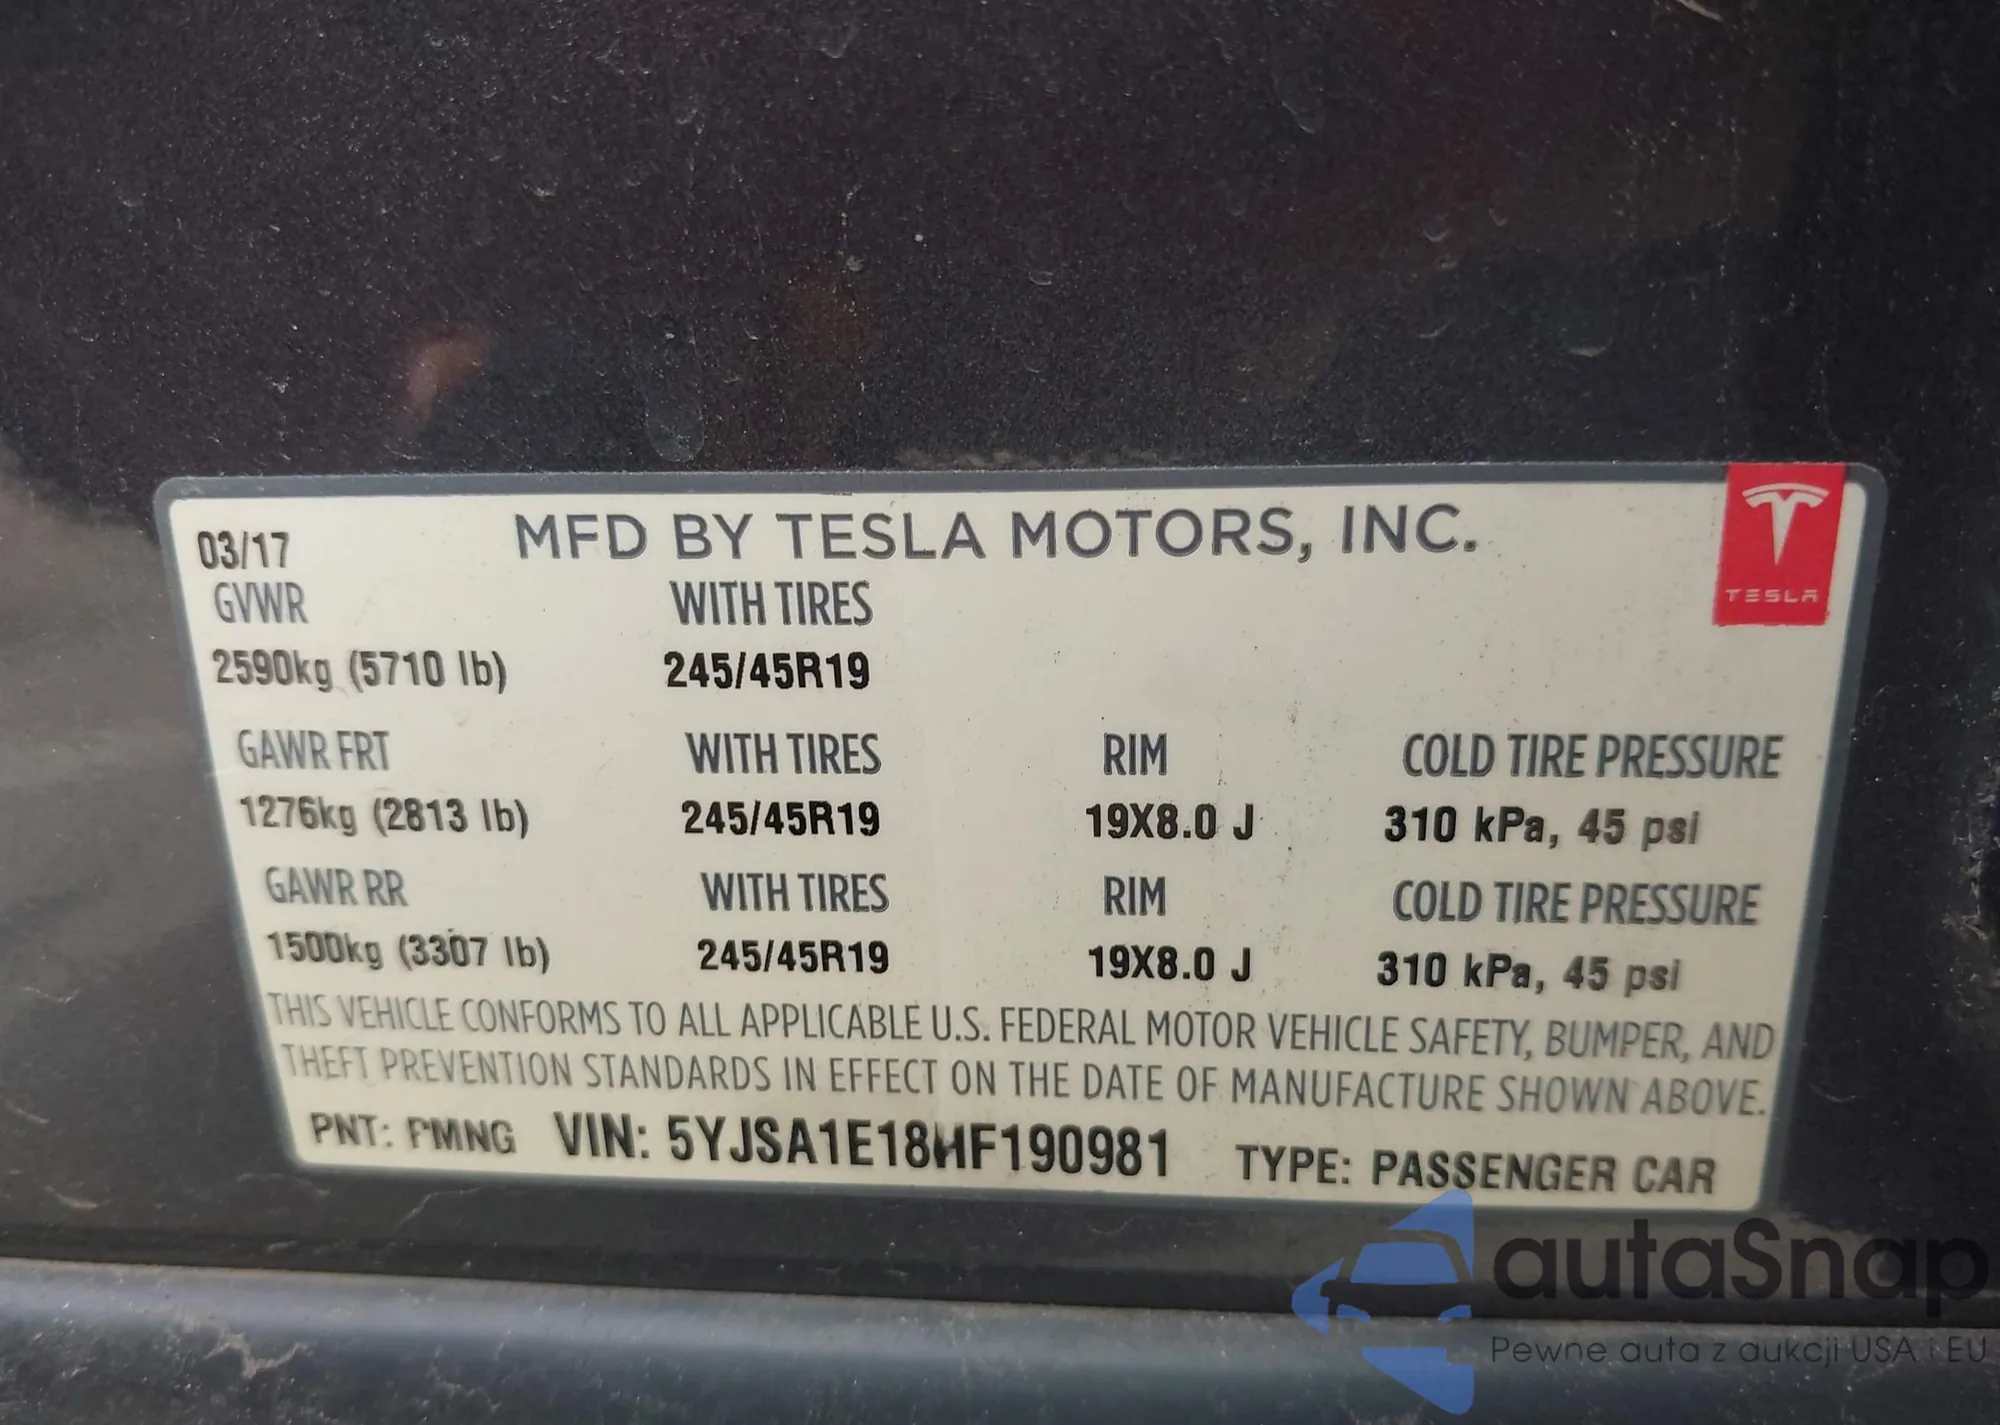 03/17 MFD BY TESLA MOTORS, INC.
TESLA
GVWR WITH TIRES
2590kg (5710 lb) 245/45R19
GAWR FRT WITH TIRES RIM COLD TIRE PRESSURE
1276kg (2813 lb) 245/45R19 19X8.0 J 310 kPa, 45 psi
GAWR RR WITH TIRES RIM COLD TIRE PRESSURE
1500kg (3307 lb) 245/45R19 19X8.0 J 310 kPa, 45 psi
THIS VEHICLE CONFORMS TO ALL APPLICABLE U.S. FEDERAL MOTOR VEHICLE SAFETY, BUMPER, AND
THEFT PREVENTION STANDARDS IN EFFECT ON THE DATE OF MANUFACTURE SHOWN ABOVE.
PNT: PMNG VIN: 5YJSA1E18HF190981 TYPE: PASSENGER CAR
autaSnap
Pewne auta z aukcji USA i EU